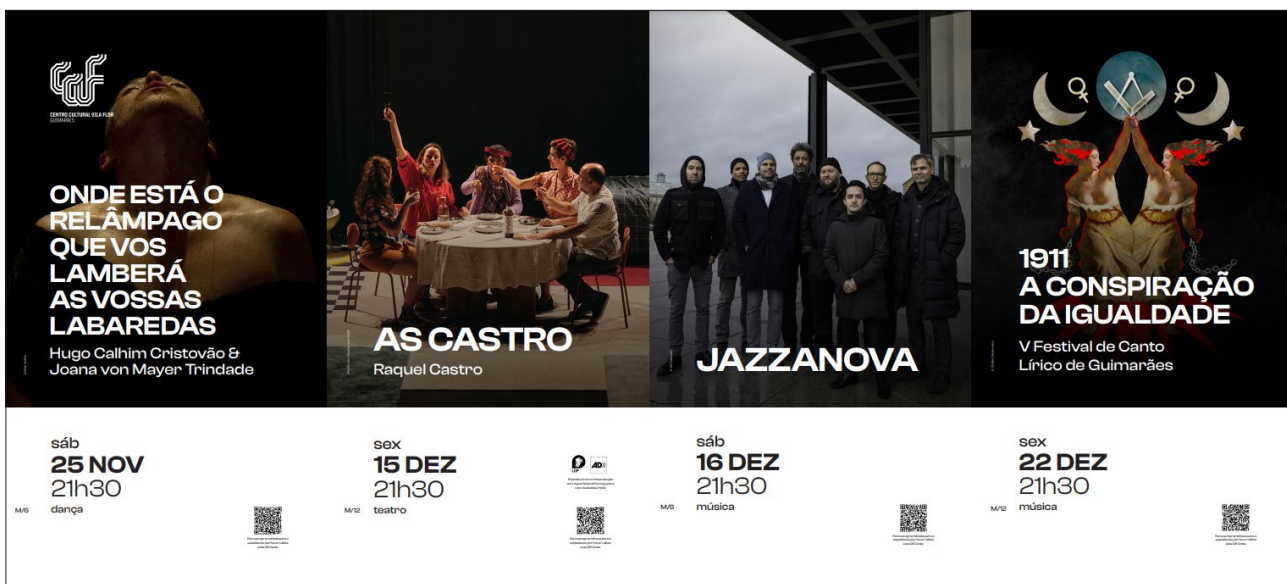 CENTRO CULTURAL VILA FLOR
GUIMARÃES
ONDE ESTÁ O
RELÂMPAGO
QUE VOS
LAMBERÁ
AS VOSSAS
LABAREDAS
Hugo Calhim Cristovão &
Joana von Mayer Trindade
sáb
25 NOV
21h30
dança
M/6
AS CASTRO
Raquel Castro
sex
15 DEZ
21h30
teatro
M/12
LGP
AD
JAZZANOVA
sáb
16 DEZ
21h30
música
M/6
1911
A CONSPIRAÇÃO
DA IGUALDADE
V Festival de Canto
Lírico de Guimarães
sex
22 DEZ
21h30
música
M/12